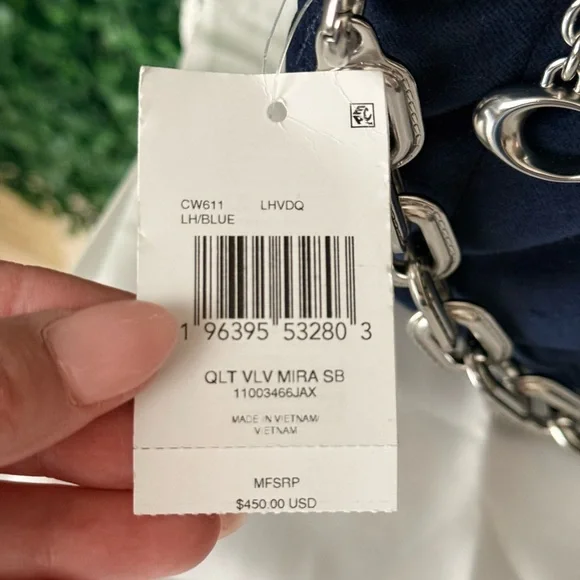 CW611 LHVDQ
LH/BLUE
1 96395 53280 3
QLT VLV MIRA SB
11003466JAX
MADE IN VIETNAM/
VIETNAM
MFSRP
$450.00 USD